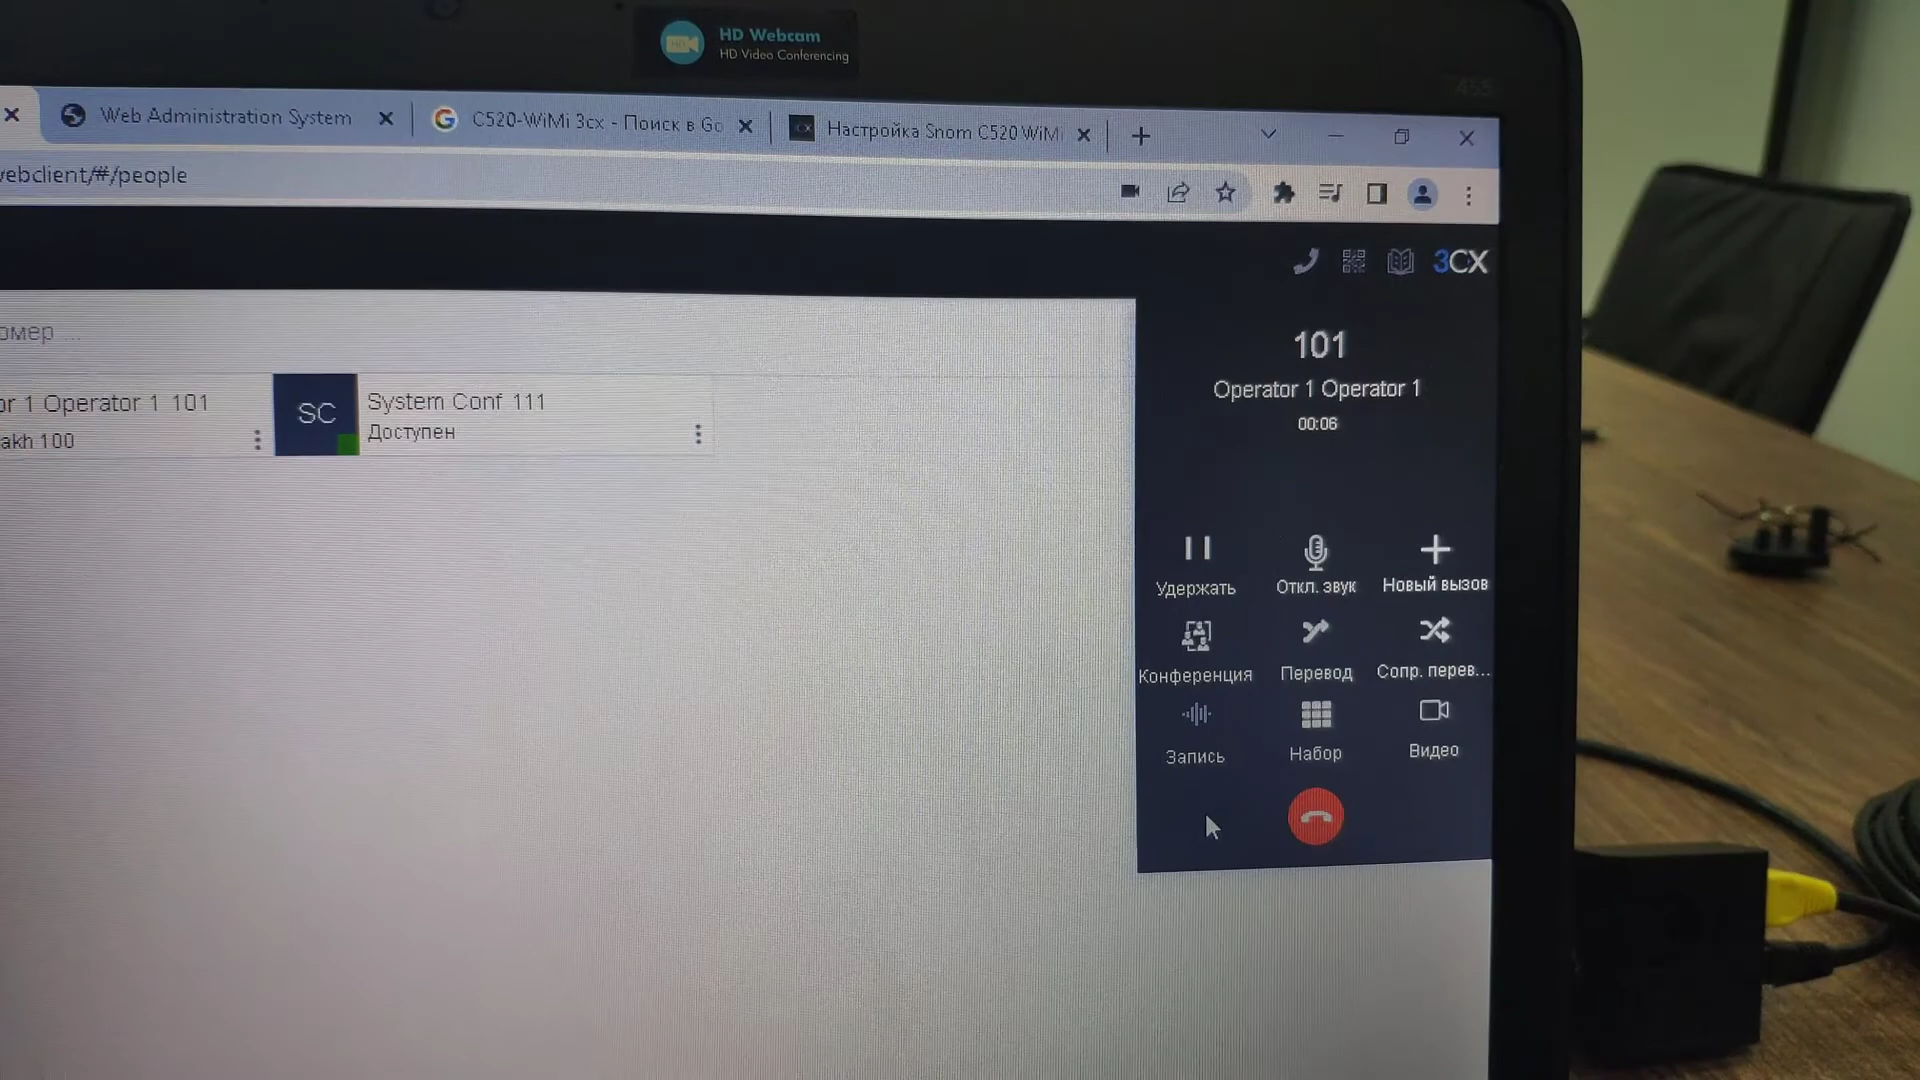 HD Webcam
HD Video Conferencing
Web Administration System
C520-WiMi 3cx - Поиск в Go
Настройка Snom C520 WiM
ebclient/#/people
3CX
омер ...
or 1 Operator 1 101
akh 100
SC
System Conf 111
Доступен
101
Operator 1 Operator 1
00:06
Удержать
Откл. звук
Новый вызов
Конференция
Перевод
Сопр. перев...
Запись
Набор
Видео